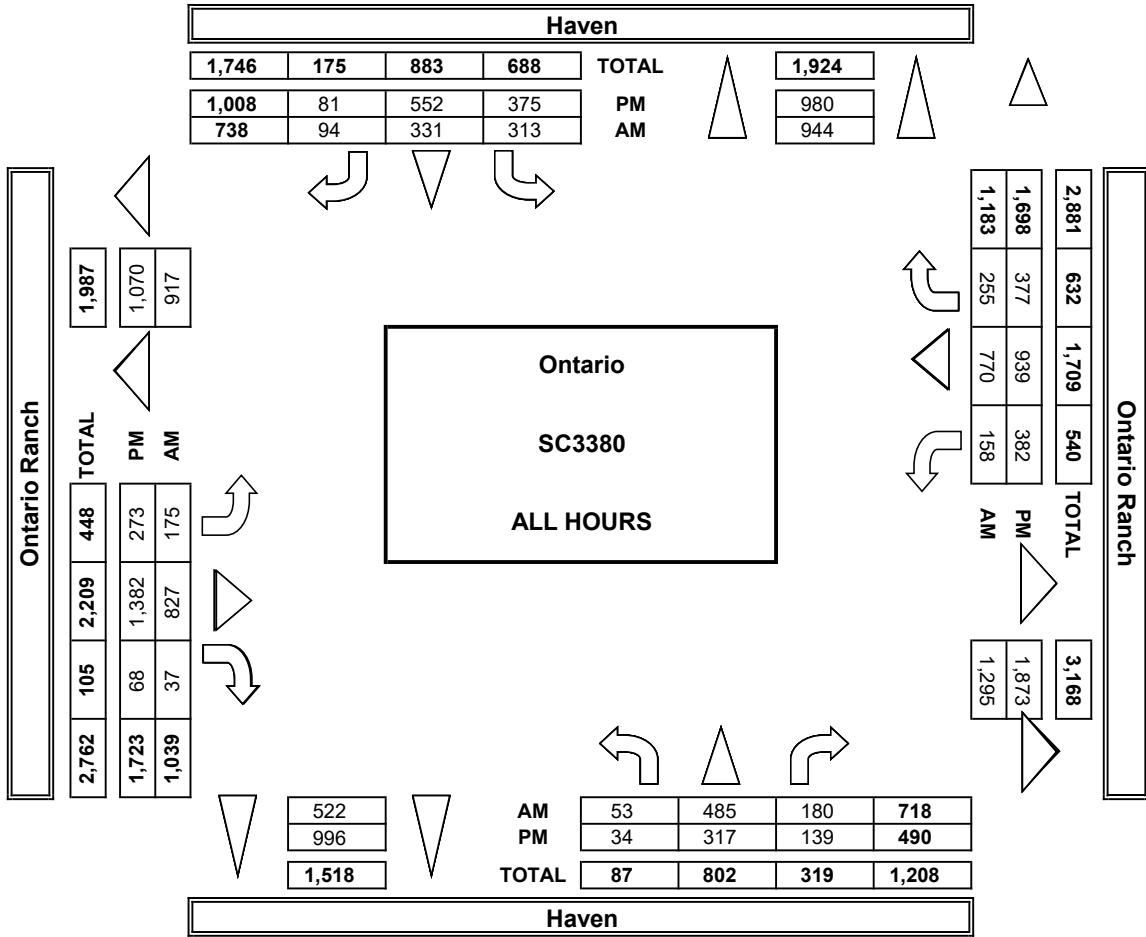 Haven
1,746 175 883 688 TOTAL 1,924
1,008 81 552 375 PM 980
738 94 331 313 AM 944
Ontario Ranch
1,987
1,070
917
TOTAL 448 2,209 105 2,762
PM 273 1,382 68 1,723
AM 175 827 37 1,039
Ontario
SC3380
ALL HOURS
2,881 632 1,709 540 TOTAL 3,168
1,698 377 939 382 PM 1,873
1,183 255 770 158 AM 1,295
Ontario Ranch
522 AM 53 485 180 718
996 PM 34 317 139 490
1,518 TOTAL 87 802 319 1,208
Haven